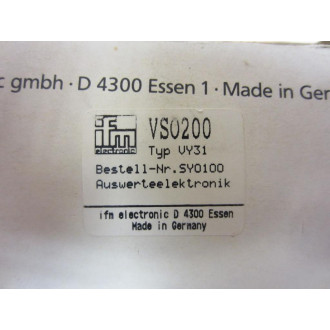 c gmbh · D 4300 Essen 1 · Made in Ger
ifm
electronic
VS0200
Typ VY31
Bestell-Nr.SY0100
Auswerteelektronik
ifm electronic D 4300 Essen
Made in Germany